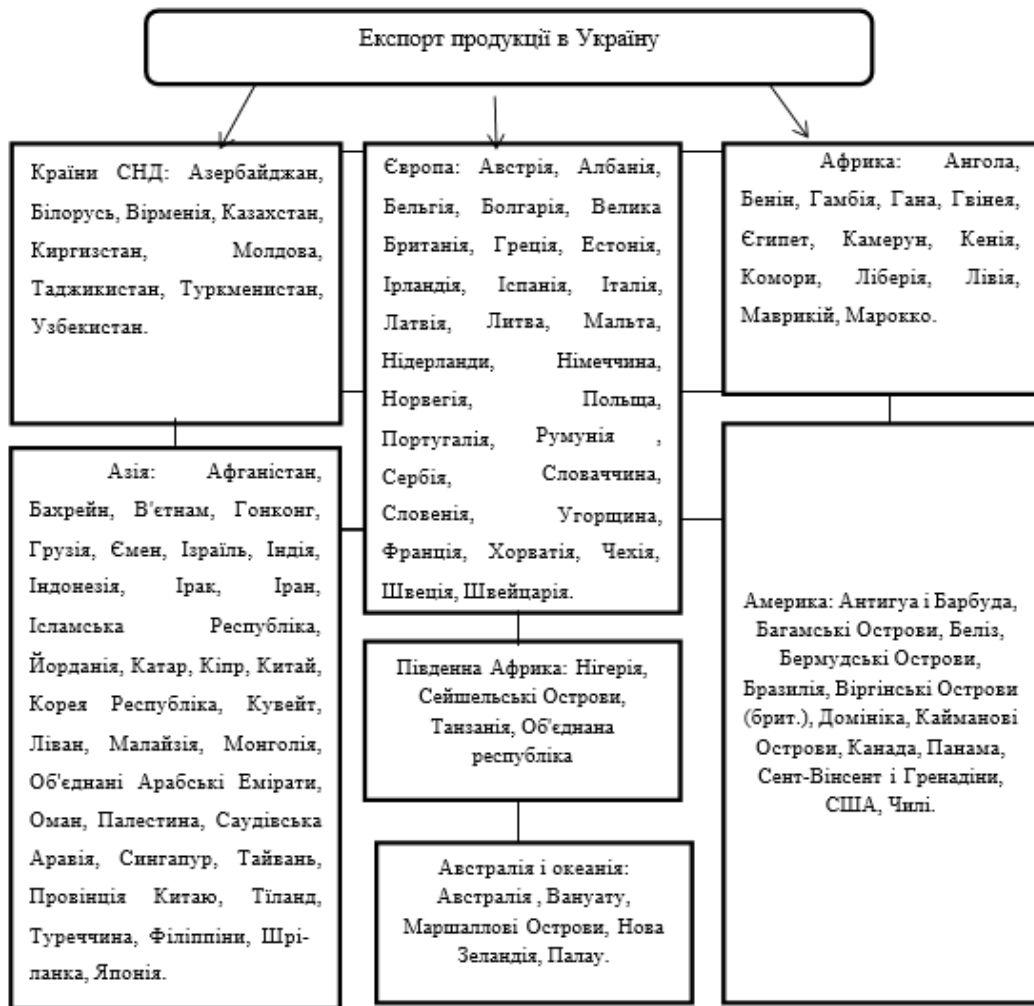 Експорт продукції в Україну
Країни СНД: Азербайджан,
Білорусь, Вірменія, Казахстан,
Киргизстан, Молдова,
Таджикистан, Туркменистан,
Узбекистан.
Європа: Австрія, Албанія,
Бельгія, Болгарія, Велика
Британія, Греція, Естонія,
Ірландія, Іспанія, Італія,
Латвія, Литва, Мальта,
Нідерланди, Німеччина,
Норвегія, Польща,
Португалія, Румунія ,
Сербія, Словаччина,
Словенія, Угорщина,
Франція, Хорватія, Чехія,
Швеція, Швейцарія.
Африка: Ангола,
Бенін, Гамбія, Гана, Гвінея,
Єгипет, Камерун, Кенія,
Комори, Ліберія, Лівія,
Маврикій, Марокко.
Азія: Афганістан,
Бахрейн, В'єтнам, Гонконг,
Грузія, Ємен, Ізраїль, Індія,
Індонезія, Ірак, Іран,
Ісламська Республіка,
Йорданія, Катар, Кіпр, Китай,
Корея Республіка, Кувейт,
Ліван, Малайзія, Монголія,
Об'єднані Арабські Емірати,
Оман, Палестина, Саудівська
Аравія, Сингапур, Тайвань,
Провінція Китаю, Тїланд,
Туреччина, Філіппіни, Шрі-
ланка, Японія.
Південна Африка: Нігерія,
Сейшельські Острови,
Танзанія, Об'єднана
республіка
Австралія і океанія:
Австралія , Вануату,
Маршаллові Острови, Нова
Зеландія, Палау.
Америка: Антигуа і Барбуда,
Багамські Острови, Беліз,
Бермудські Острови,
Бразилія, Віргінські Острови
(брит.), Домініка, Кайманові
Острови, Канада, Панама,
Сент-Вінсент і Гренадіни,
США, Чилі.